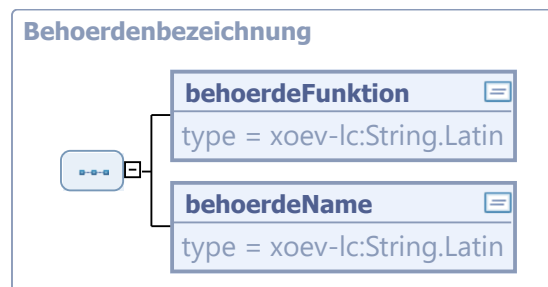 Behoerdenbezeichnung
behoerdeFunktion
type = xoev-lc:String.Latin
behoerdeName
type = xoev-lc:String.Latin